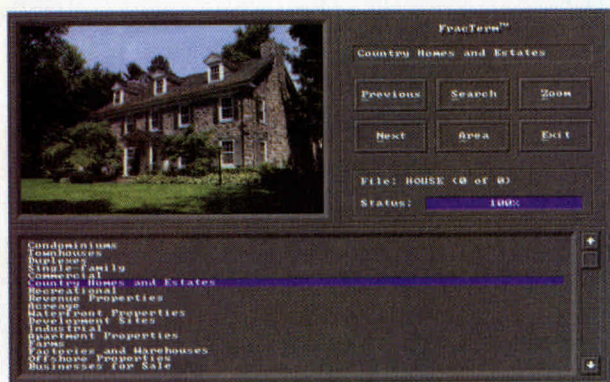 FracTerm™
Country Homes and Estates
Previous Search Zoom
Next Area Exit
File: HOUSE (0 of 0)
Status: 100%
Condominiums
Townhouses
Duplexes
Single-family
Commercial
Country Homes and Estates
Recreational
Revenue Properties
Acreage
Waterfront Properties
Development Sites
Industrial
Apartment Properties
Farms
Factories and Warehouses
Offshore Properties
Businesses for Sale